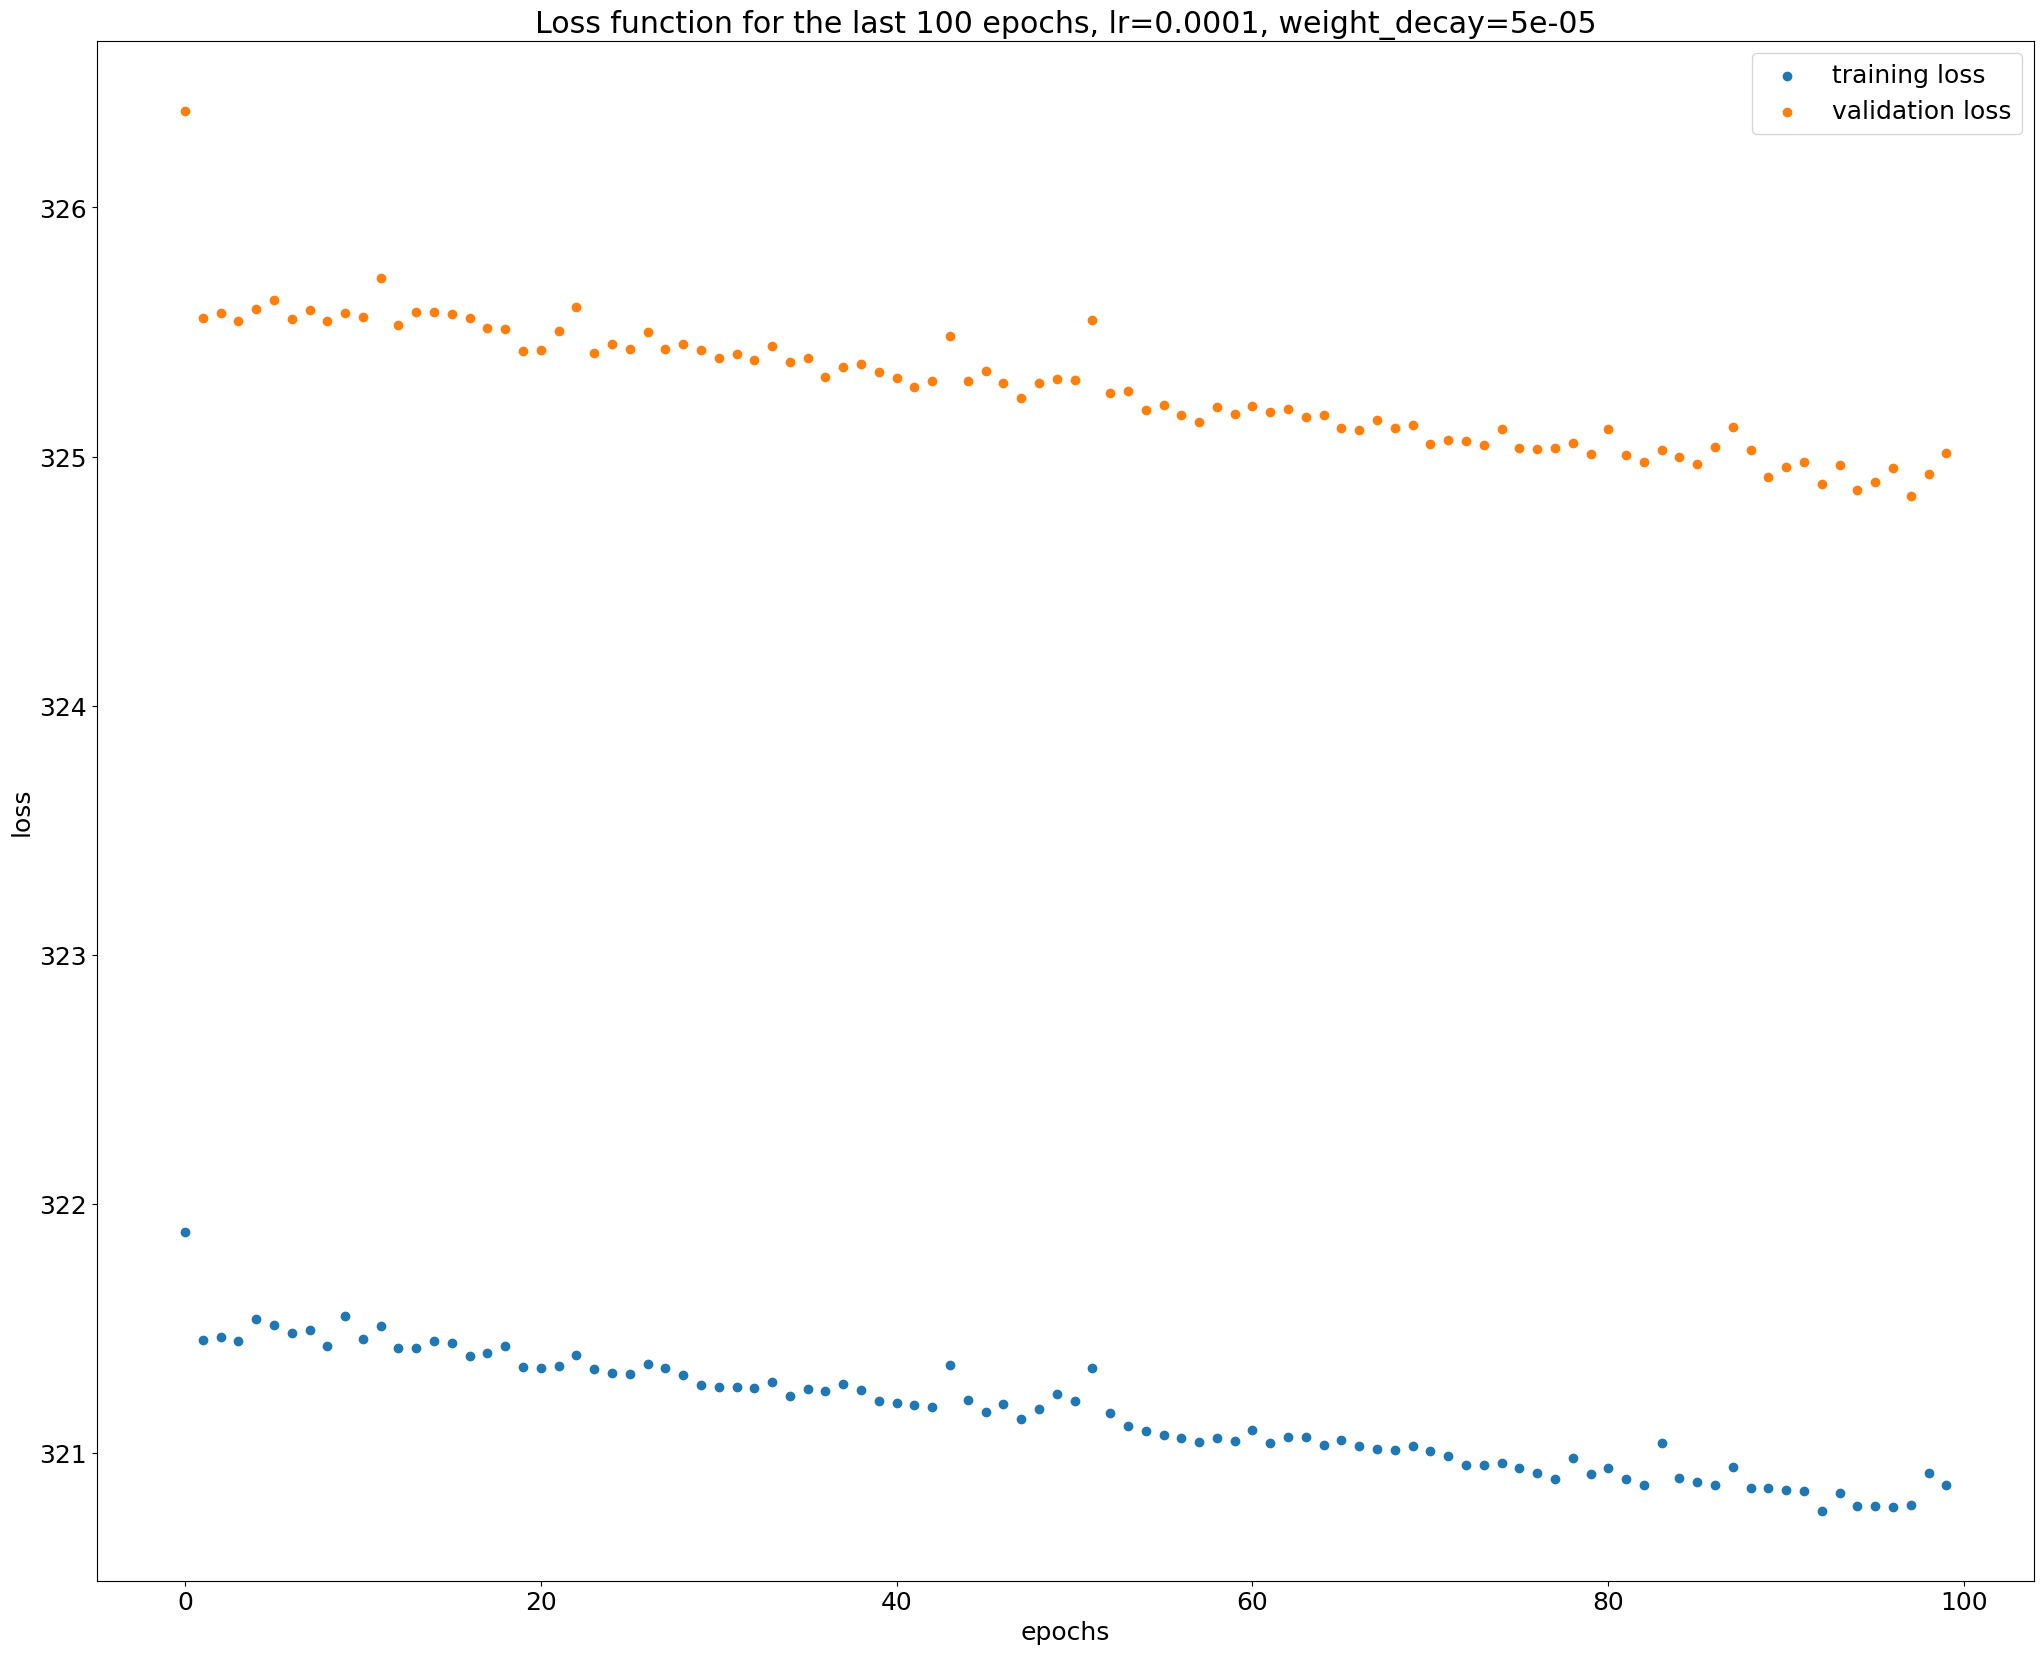 Loss function for the last 100 epochs, lr=0.0001, weight_decay=5e-05
training loss
validation loss
326
325
324
323
322
321
loss
0 20 40 60 80 100
epochs